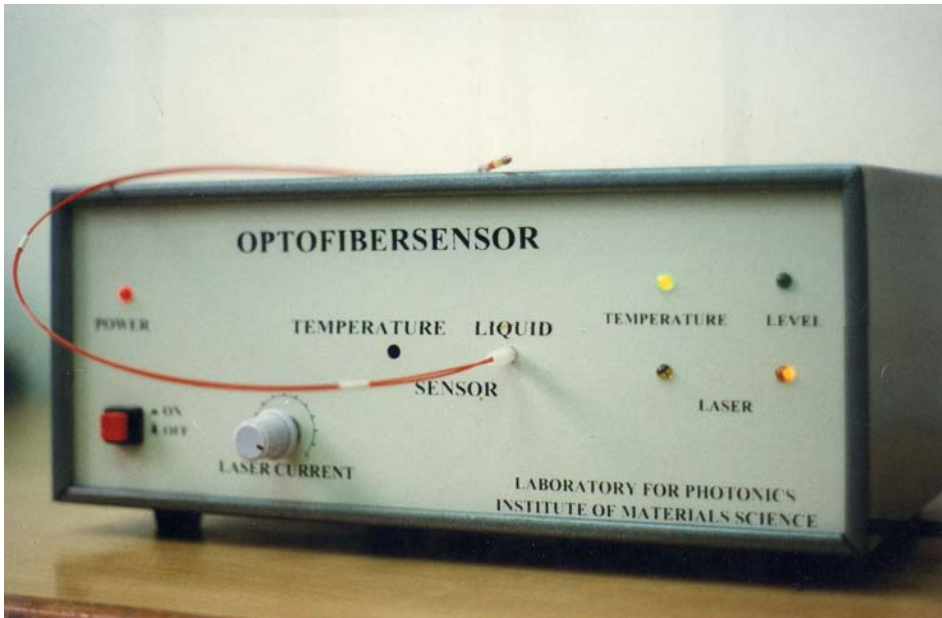 OPTOFIBERSENSOR
POWER
TEMPERATURE LIQUID
SENSOR
TEMPERATURE LEVEL
LASER
ON
OFF
LASER CURRENT
LABORATORY FOR PHOTONICS
INSTITUTE OF MATERIALS SCIENCE